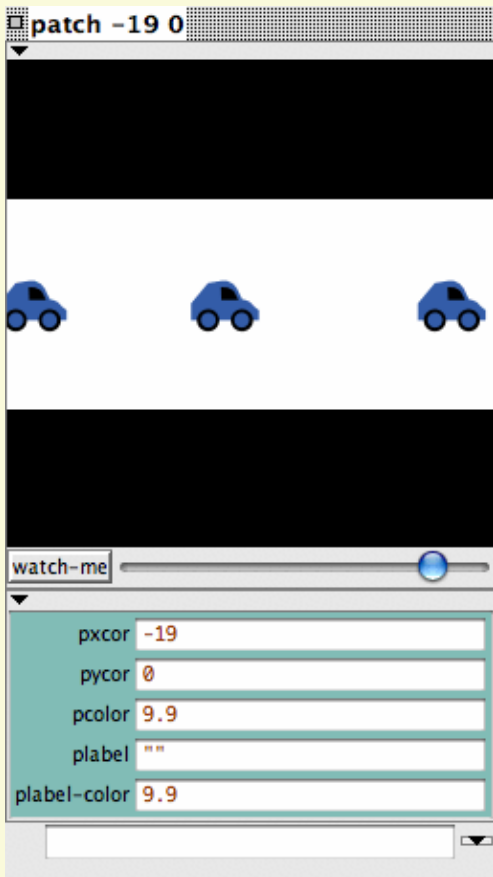 patch -19 0
watch-me
pxcor -19
pycor 0
pcolor 9.9
plabel ""
plabel-color 9.9